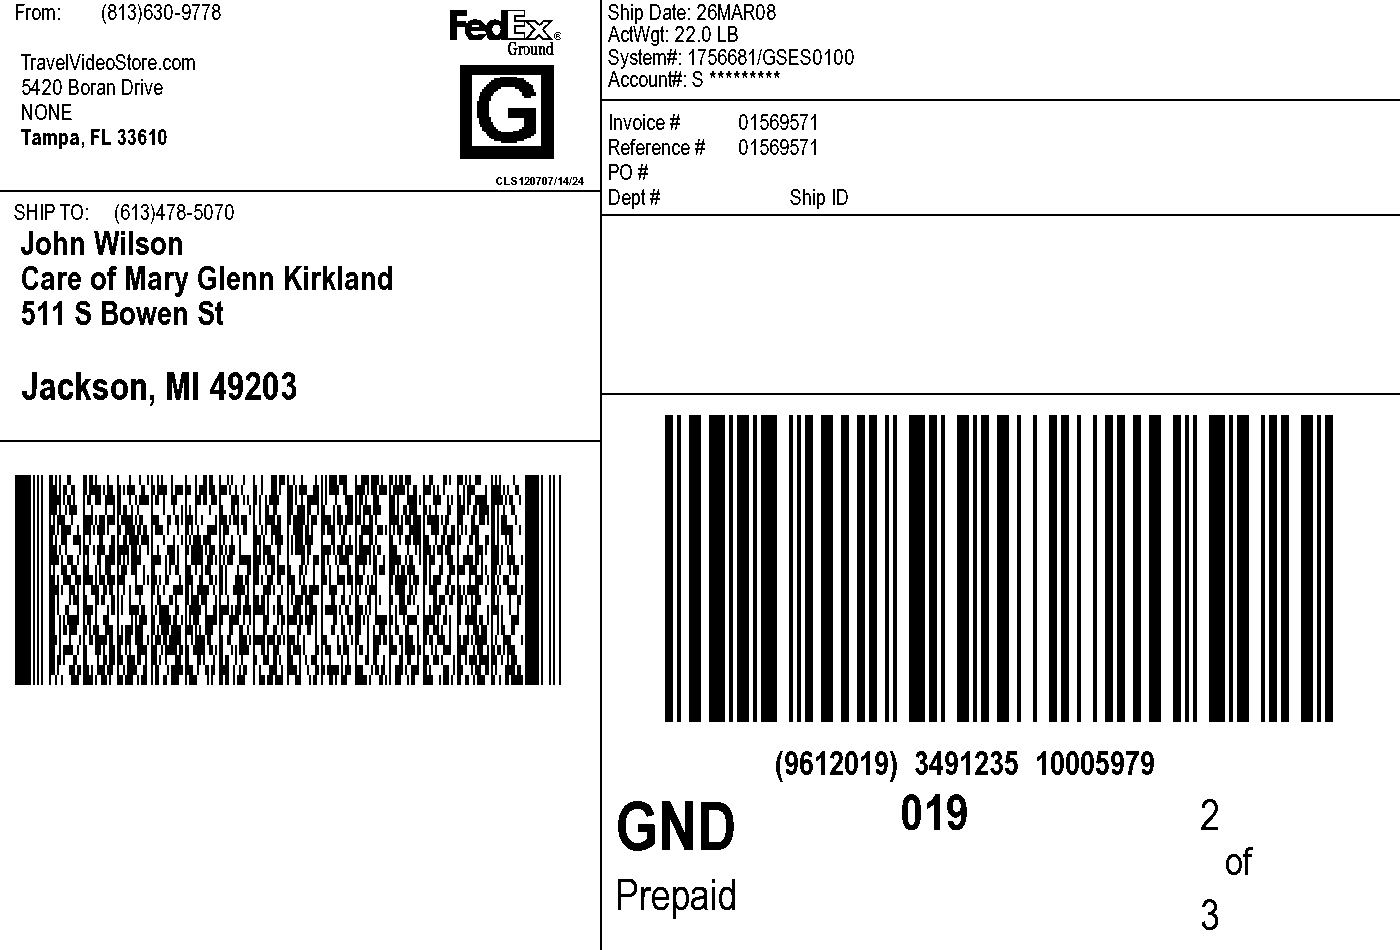 From: (813)630-9778
TravelVideoStore.com
5420 Boran Drive
NONE
Tampa, FL 33610
FedEx®
Ground
G
CLS120707/14/24
SHIP TO: (613)478-5070
John Wilson
Care of Mary Glenn Kirkland
511 S Bowen St
Jackson, MI 49203
Ship Date: 26MAR08
ActWgt: 22.0 LB
System#: 1756681/GSES0100
Account#: S *********
Invoice # 01569571
Reference # 01569571
PO #
Dept # Ship ID
(9612019) 3491235 10005979
GND 019
Prepaid
2
of
3